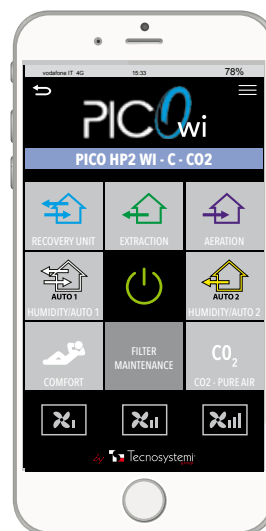 vodafone IT 4G 15:33 78%
PICO wi
PICO HP2 WI - C - CO2
RECOVERY UNIT EXTRACTION AERATION
AUTO 1 AUTO 2
HUMIDITY/AUTO 1 HUMIDITY/AUTO 2
FILTER
MAINTENANCE
CO2
COMFORT CO2 - PURE AIR
by Tecnosystemi